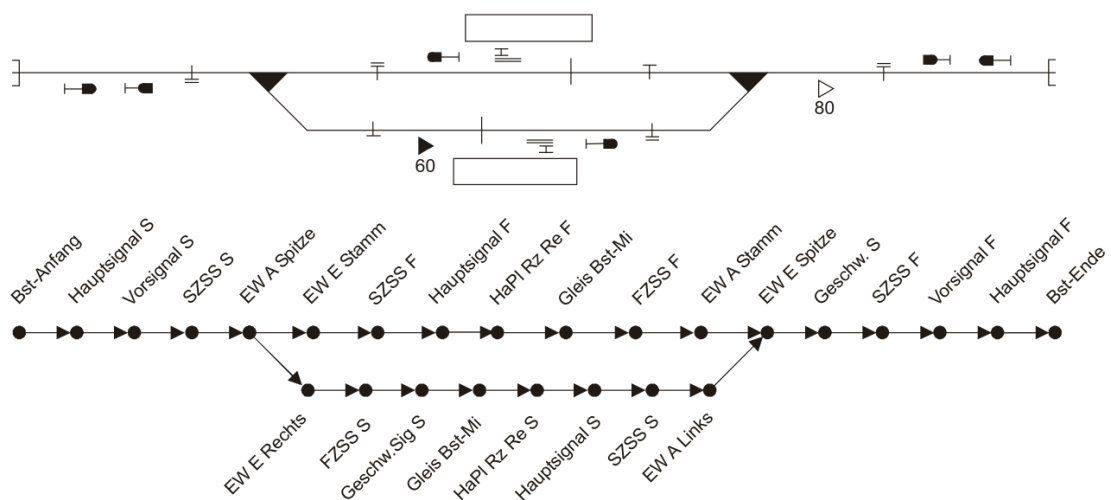 80
60
Bst-Anfang
Hauptsignal S
Vorsignal S
SZSS S
EW A Spitze
EW E Stamm
SZSS F
Hauptsignal F
HaPl Rz Re F
Gleis Bst-Mi
FZSS F
EW A Stamm
EW E Spitze
Geschw. S
SZSS F
Vorsignal F
Hauptsignal F
Bst-Ende
EW E Rechts
FZSS S
Geschw.Sig S
Gleis Bst-Mi
HaPl Rz Re S
Hauptsignal S
SZSS S
EW A Links